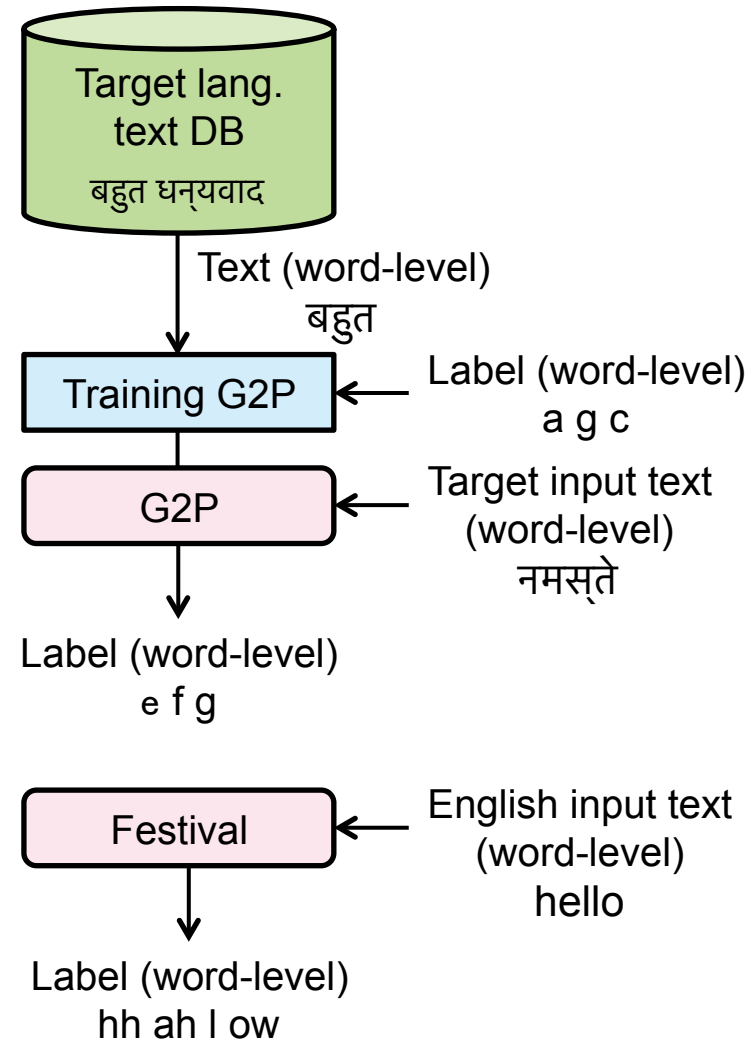 Target lang.
text DB
बहुत धन्‌यवाद
Text (word-level)
बहुत
Training G2P
Label (word-level)
a g c
G2P
Target input text
(word-level)
नमस्‌ते
Label (word-level)
e f g
Festival
English input text
(word-level)
hello
Label (word-level)
hh ah l ow